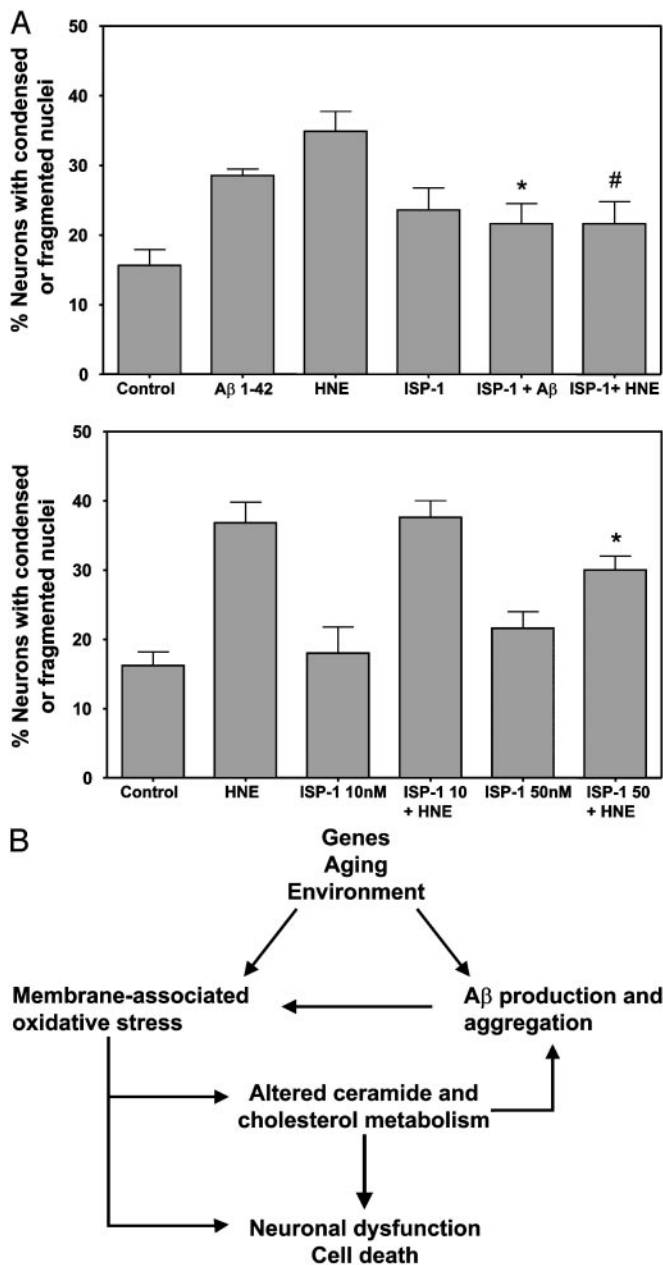 A
% Neurons with condensed
or fragmented nuclei
50
40
30
20
10
0
*
#
Control Aβ 1-42 HNE ISP-1 ISP-1 + Aβ ISP-1+ HNE
% Neurons with condensed
or fragmented nuclei
50
40
30
20
10
0
*
Control HNE ISP-1 10nM ISP-1 10 ISP-1 50nM ISP-1 50
+ HNE + HNE
B
Genes
Aging
Environment
Membrane-associated
oxidative stress
Aβ production and
aggregation
Altered ceramide and
cholesterol metabolism
Neuronal dysfunction
Cell death